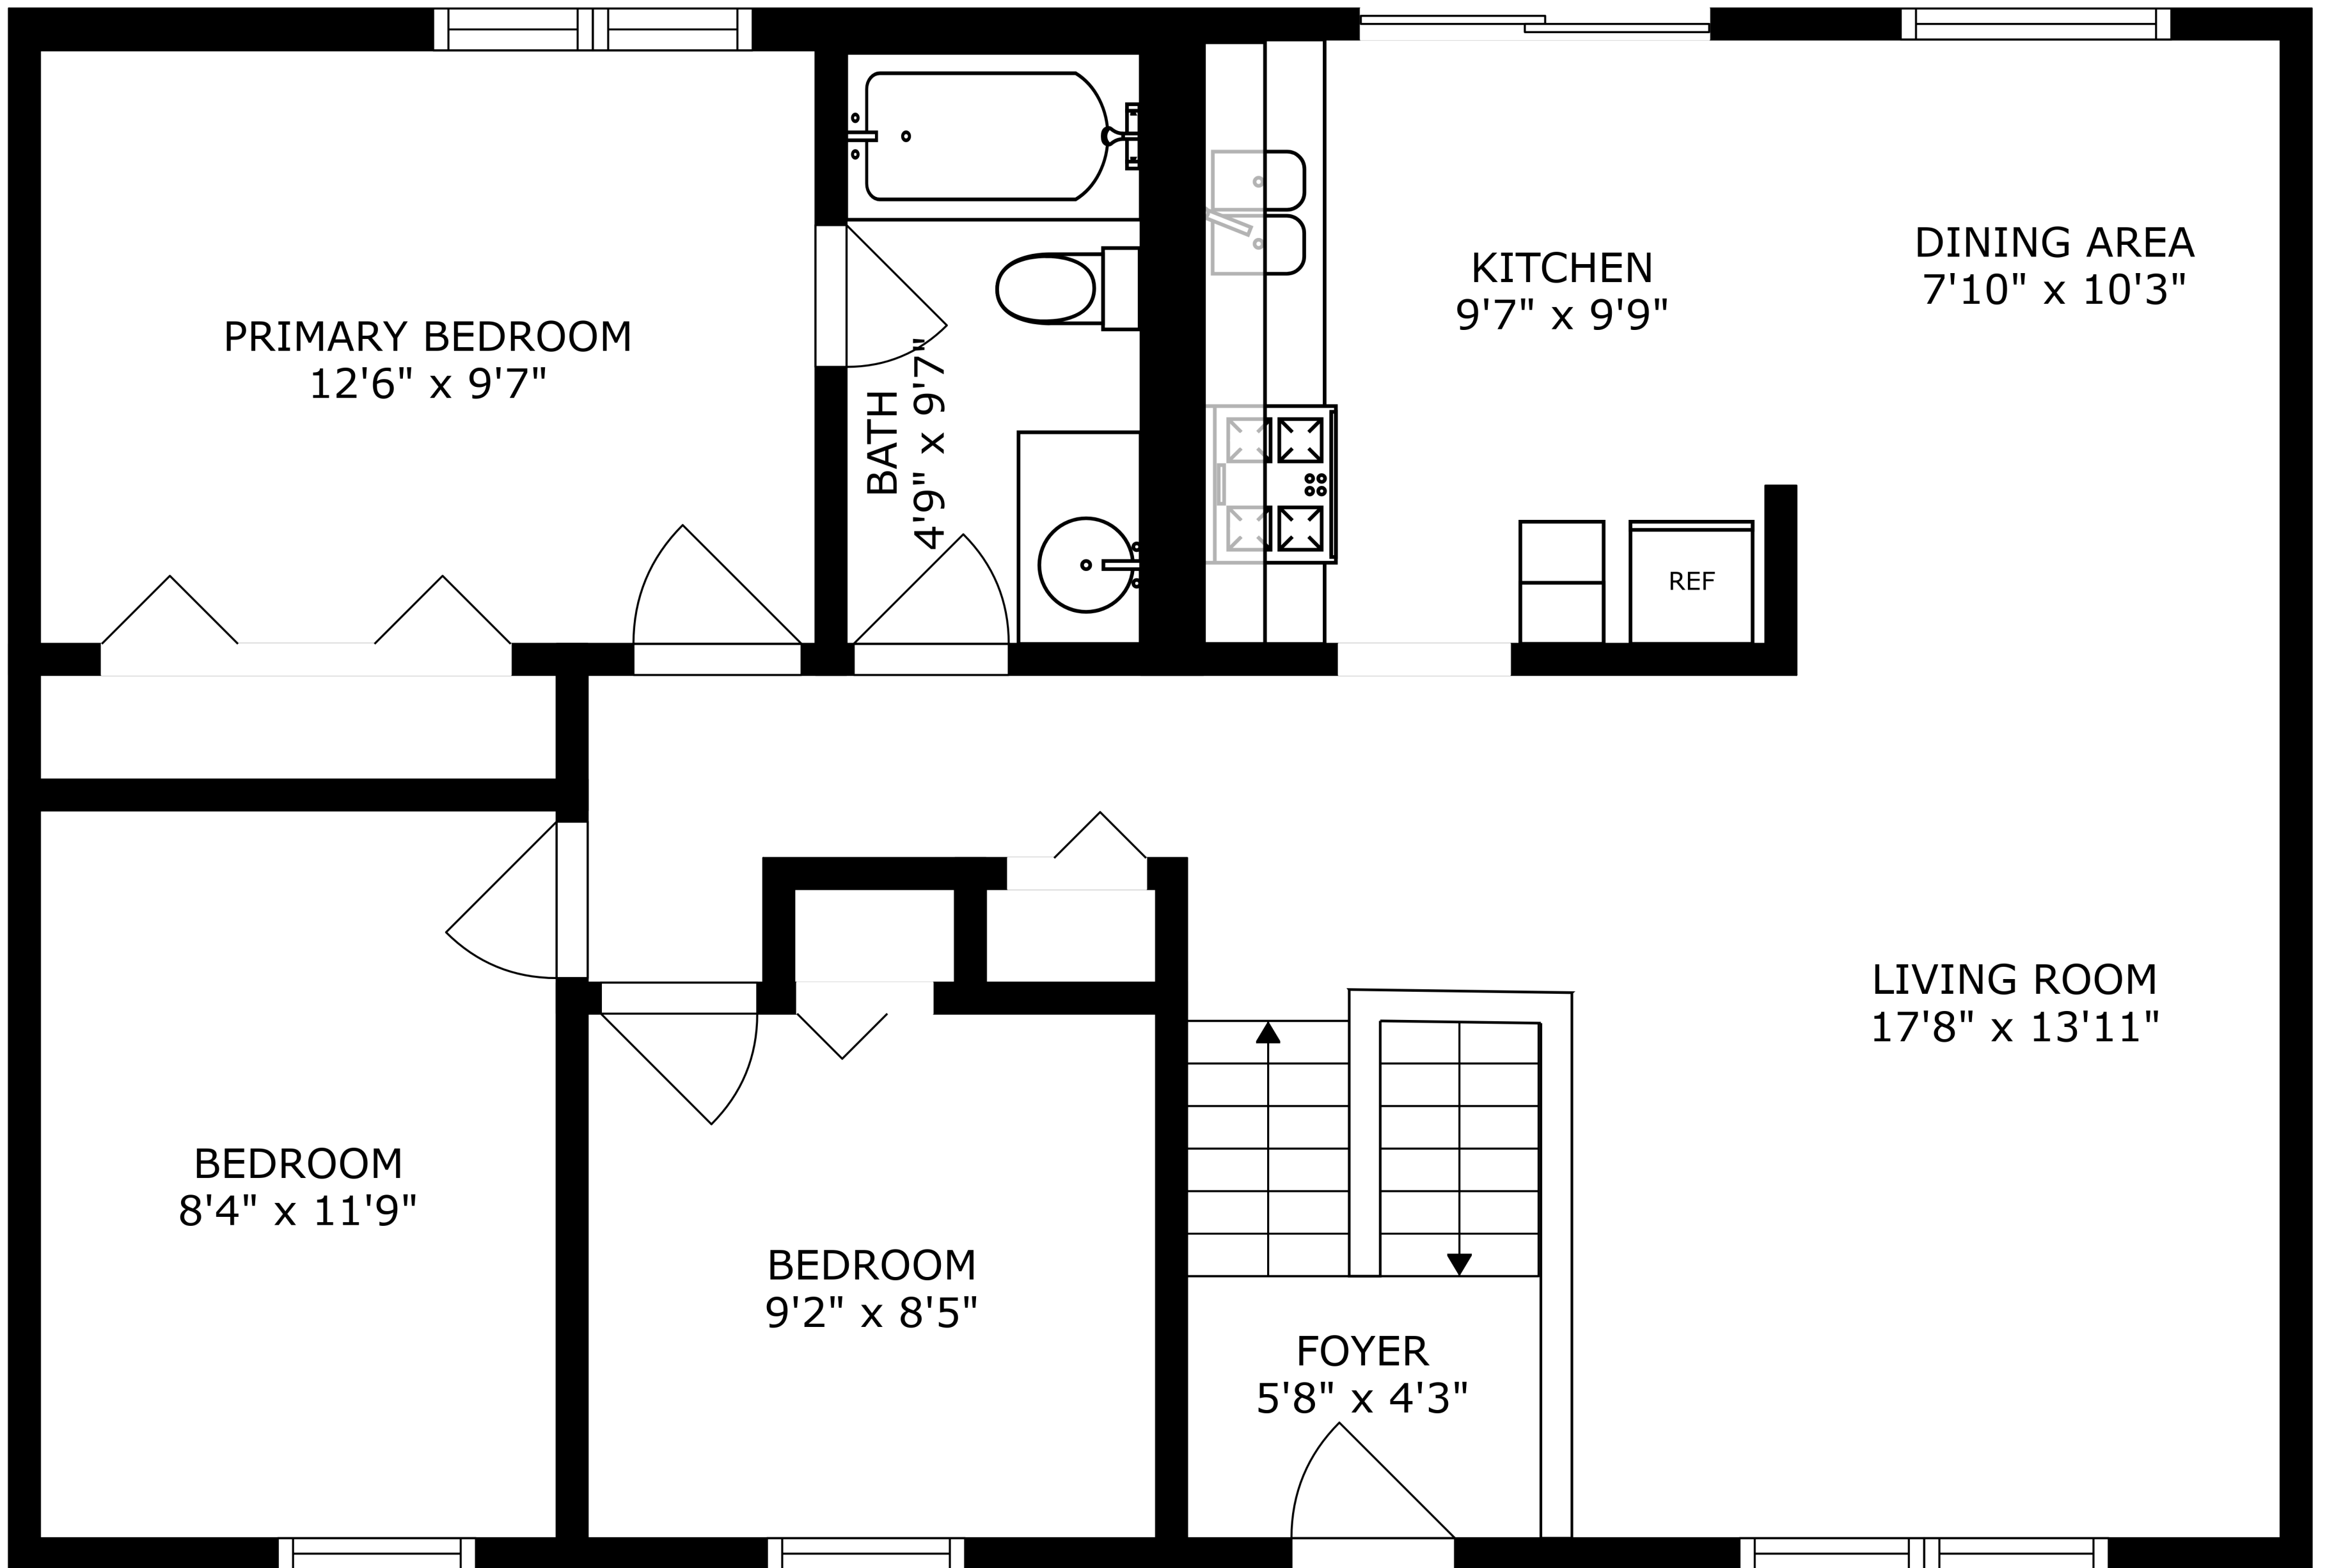 PRIMARY BEDROOM
12'6" x 9'7"
BATH
4'9" x 9'7"
KITCHEN
9'7" x 9'9"
DINING AREA
7'10" x 10'3"
REF
LIVING ROOM
17'8" x 13'11"
BEDROOM
8'4" x 11'9"
BEDROOM
9'2" x 8'5"
FOYER
5'8" x 4'3"